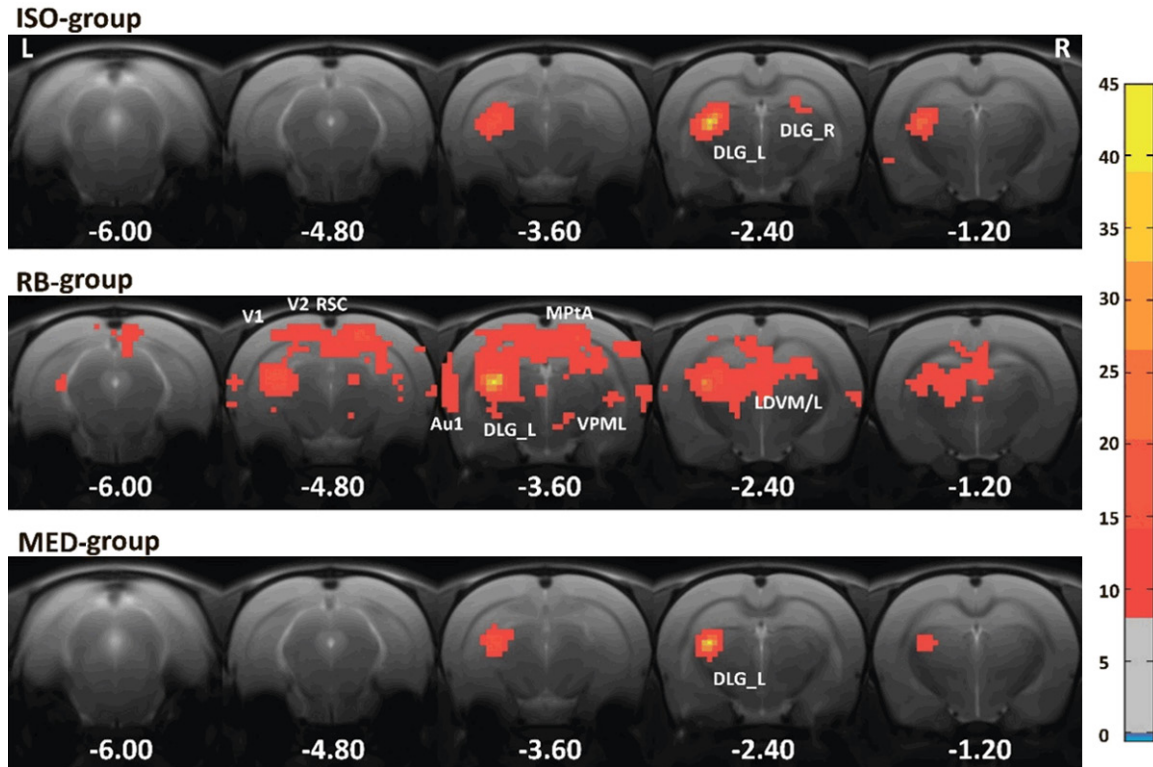 ISO-group
L
R
DLG_R
DLG_L
-6.00 -4.80 -3.60 -2.40 -1.20
RB-group
V1 V2 RSC MPtA
LDVM/L
Au1 DLG_L VPML
-6.00 -4.80 -3.60 -2.40 -1.20
MED-group
DLG_L
-6.00 -4.80 -3.60 -2.40 -1.20
45
40
35
30
25
20
15
10
5
0